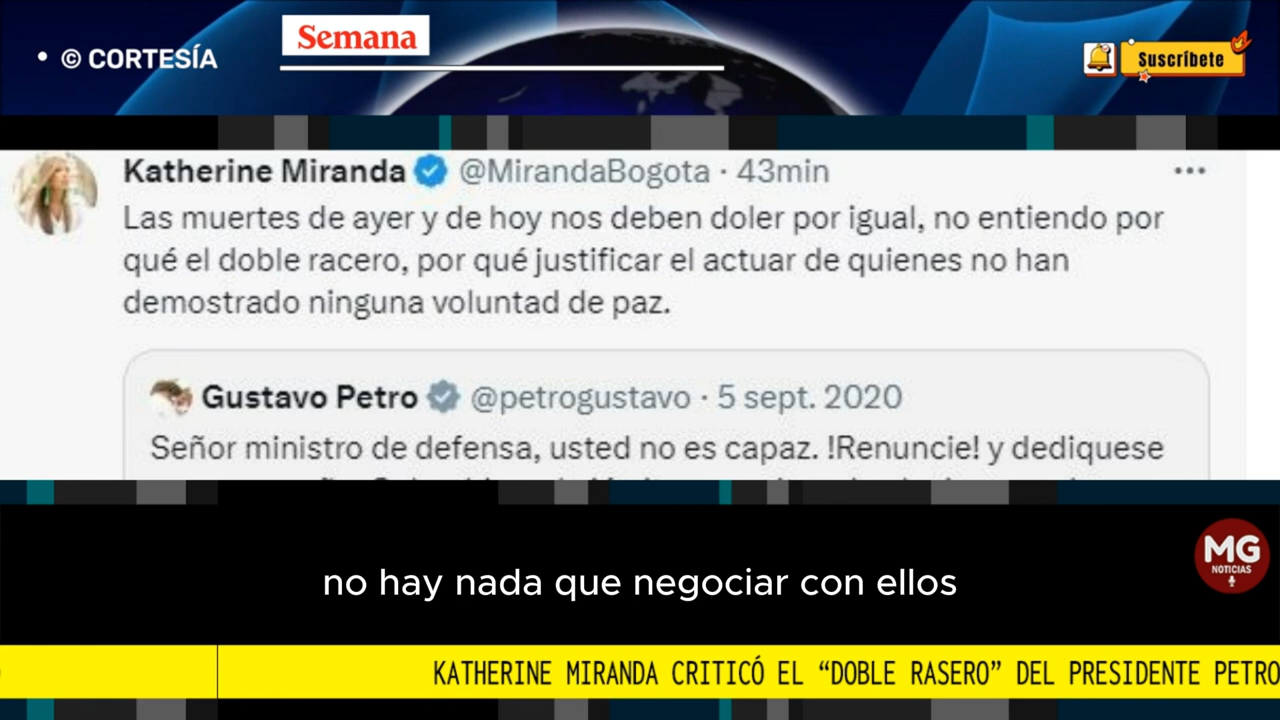 • © CORTESÍA
Semana
Suscríbete
Katherine Miranda @MirandaBogota · 43min
Las muertes de ayer y de hoy nos deben doler por igual, no entiendo por
qué el doble racero, por qué justificar el actuar de quienes no han
demostrado ninguna voluntad de paz.
Gustavo Petro @petrogustavo · 5 sept. 2020
Señor ministro de defensa, usted no es capaz. !Renuncie! y dediquese
MG
NOTICIAS
no hay nada que negociar con ellos
KATHERINE MIRANDA CRITICÓ EL “DOBLE RASERO” DEL PRESIDENTE PETRO